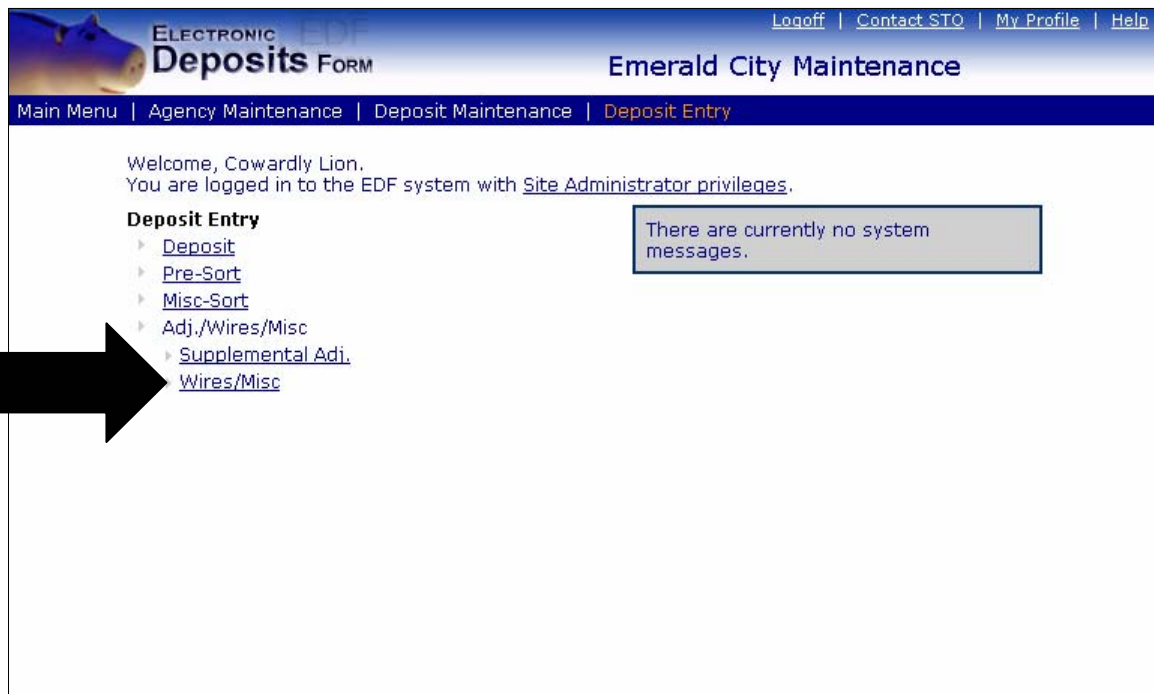 Logoff | Contact STO | My Profile | Help
ELECTRONIC EDF
Deposits FORM
Emerald City Maintenance
Main Menu | Agency Maintenance | Deposit Maintenance | Deposit Entry
Welcome, Cowardly Lion.
You are logged in to the EDF system with Site Administrator privileges.
Deposit Entry
Deposit
Pre-Sort
Misc-Sort
Adj./Wires/Misc
Supplemental Adj.
Wires/Misc
There are currently no system
messages.